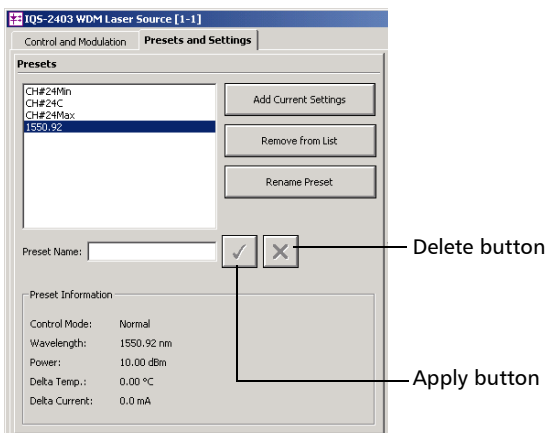 IQS-2403 WDM Laser Source [1-1]
Control and Modulation Presets and Settings
Presets
CH#24Min
CH#24C
CH#24Max
1550.92
Add Current Settings
Remove from List
Rename Preset
Preset Name:
Delete button
Preset Information
Control Mode: Normal
Wavelength: 1550.92 nm
Power: 10.00 dBm
Delta Temp.: 0.00 °C
Delta Current: 0.0 mA
Apply button